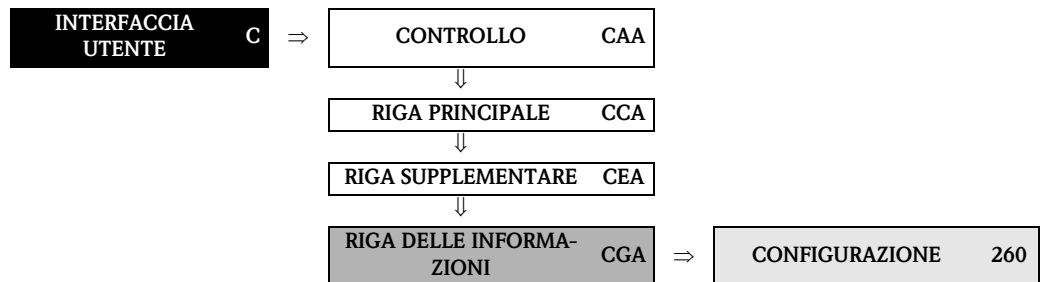 INTERFACCIA
UTENTE C ⇒ CONTROLLO CAA
⇓
RIGA PRINCIPALE CCA
⇓
RIGA SUPPLEMENTARE CEA
⇓
RIGA DELLE INFORMA-
ZIONI CGA ⇒ CONFIGURAZIONE 260